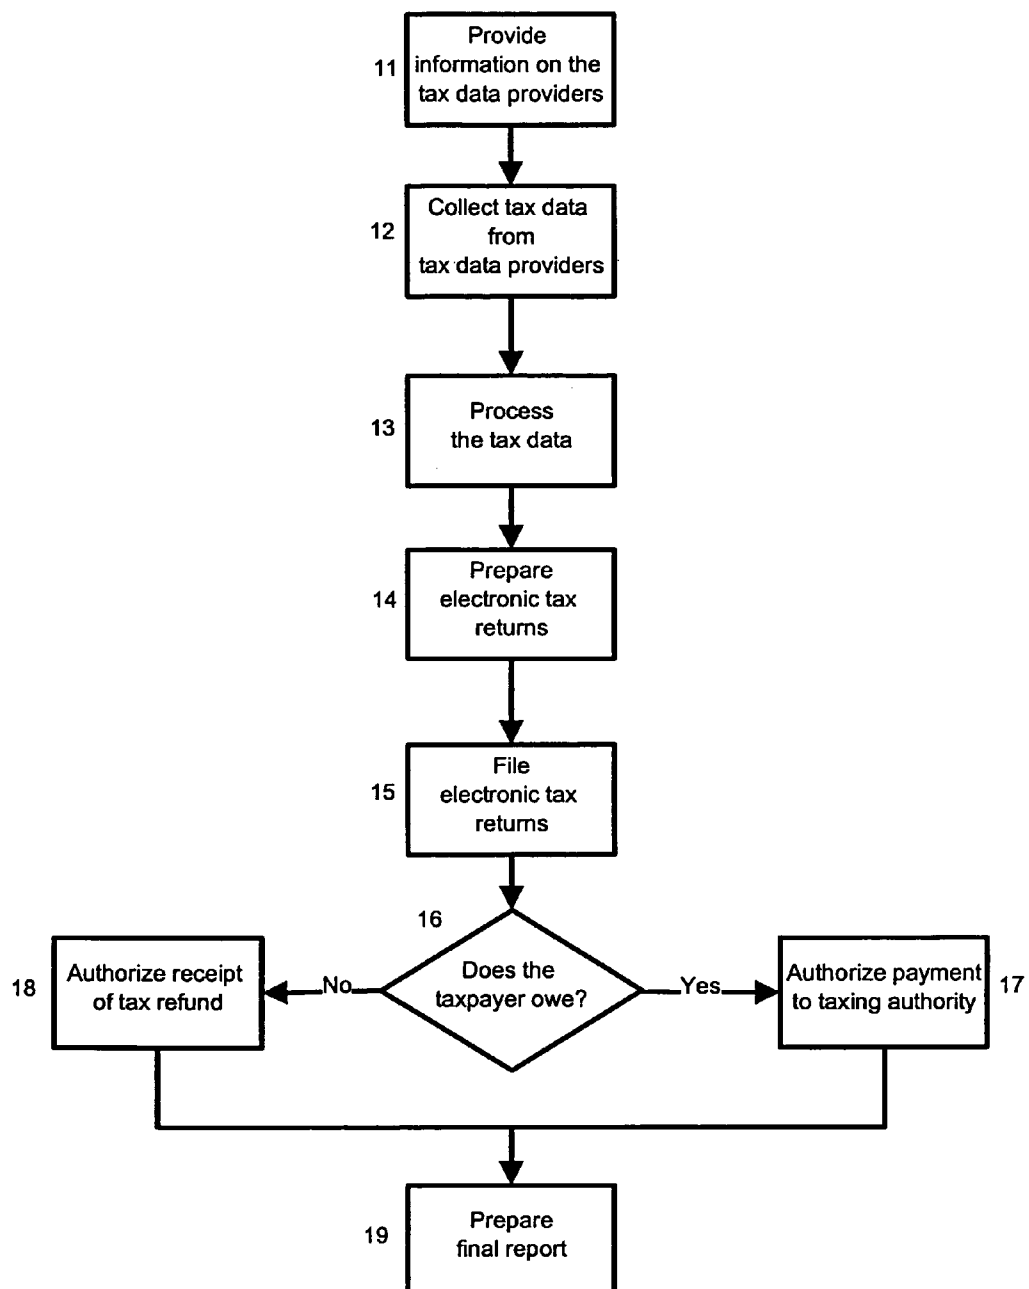 Provide
information on the
tax data providers
11
Collect tax data
from
tax data providers
12
Process
the tax data
13
Prepare
electronic tax
returns
14
File
electronic tax
returns
15
16
Does the
taxpayer owe?
No
Yes
Authorize receipt
of tax refund
18
Authorize payment
to taxing authority
17
Prepare
final report
19